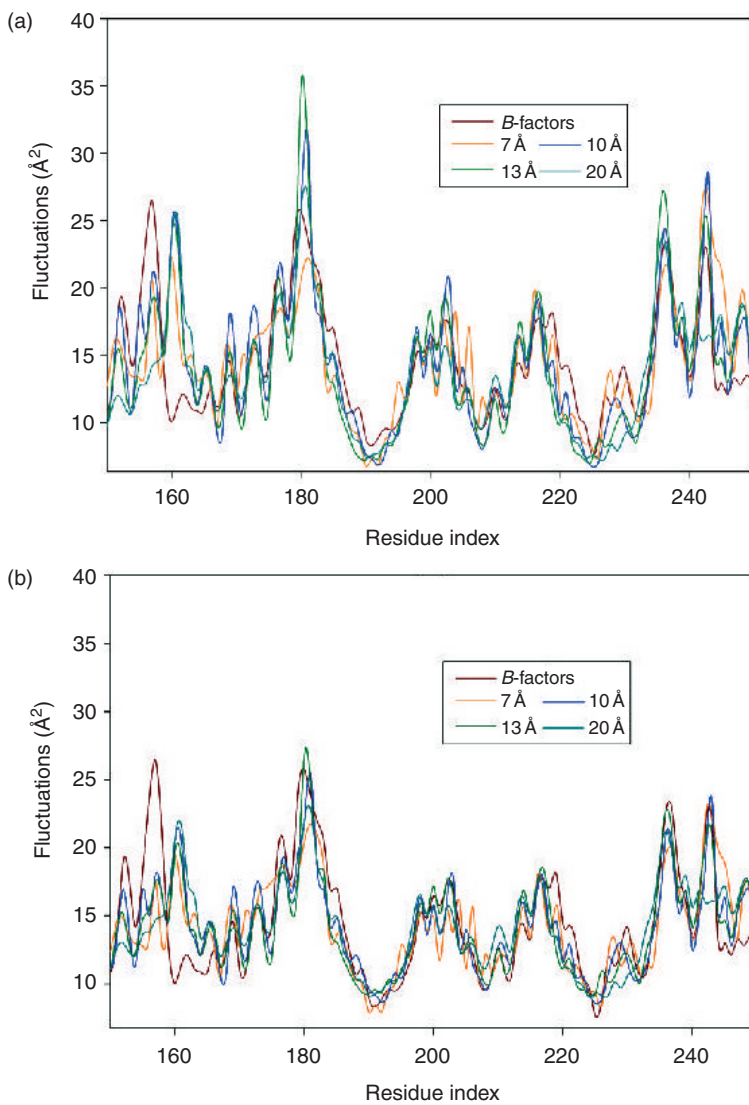 (a)
40
35
30
25
20
15
10
Fluctuations (Å²)
B-factors
7 Å 10 Å
13 Å 20 Å
160 180 200 220 240
Residue index
(b)
40
35
30
25
20
15
10
Fluctuations (Å²)
B-factors
7 Å 10 Å
13 Å 20 Å
160 180 200 220 240
Residue index